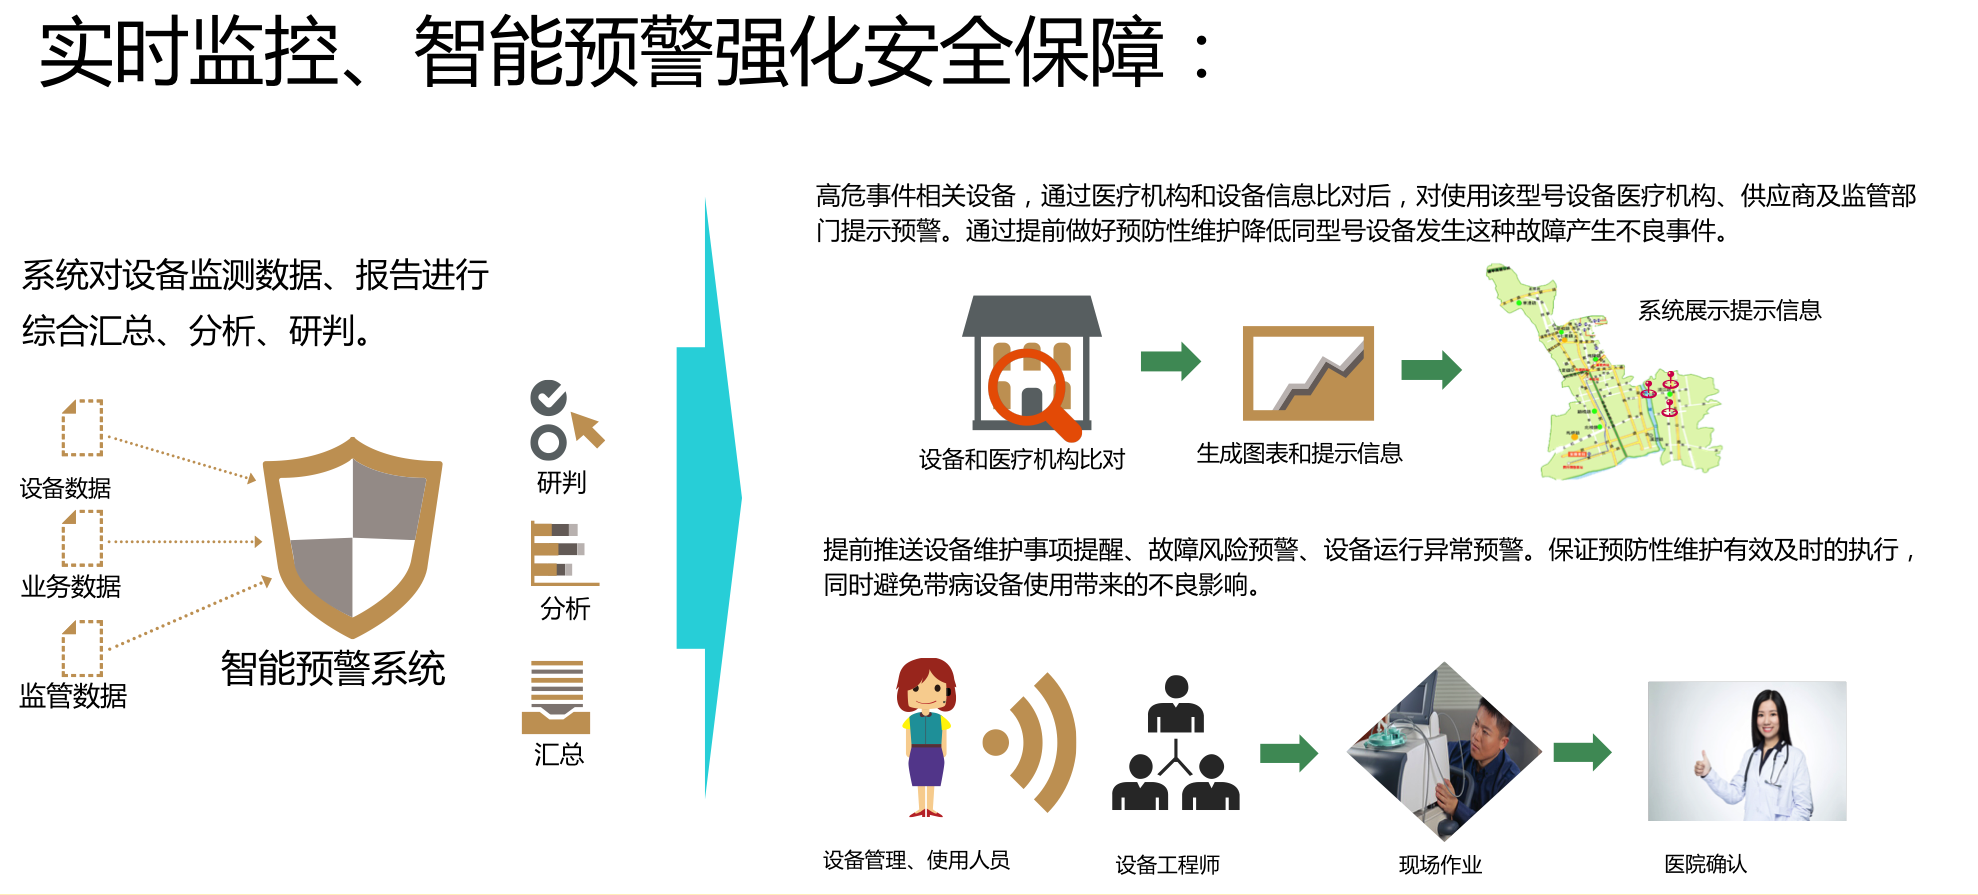 实时监控、智能预警强化安全保障：
系统对设备监测数据、报告进行
综合汇总、分析、研判。
设备数据
业务数据
监管数据
智能预警系统
研判
分析
汇总
高危事件相关设备，通过医疗机构和设备信息比对后，对使用该型号设备医疗机构、供应商及监管部
门提示预警。通过提前做好预防性维护降低同型号设备发生这种故障产生不良事件。
设备和医疗机构比对
生成图表和提示信息
系统展示提示信息
提前推送设备维护事项提醒、故障风险预警、设备运行异常预警。保证预防性维护有效及时的执行，
同时避免带病设备使用带来的不良影响。
设备管理、使用人员
设备工程师
现场作业
医院确认